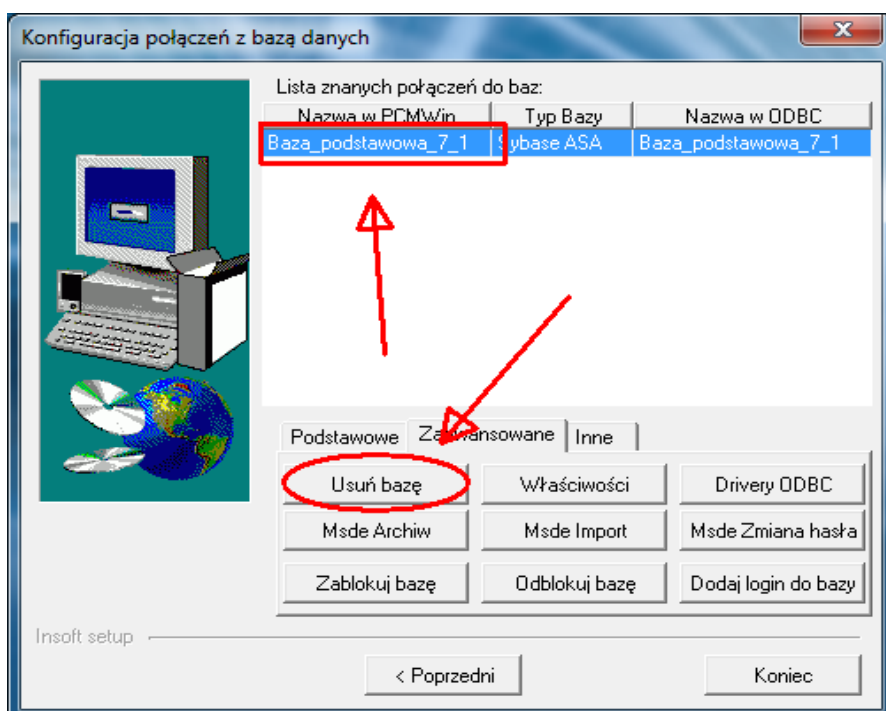 Konfiguracja połączeń z bazą danych
Lista znanych połączeń do baz:
Nazwa w PCMWin Typ Bazy Nazwa w ODBC
Baza_podstawowa_7_1 Sybase ASA Baza_podstawowa_7_1
Podstawowe Zaawansowane Inne
Usuń bazę Właściwości Drivery ODBC
Msde Archiw Msde Import Msde Zmiana hasła
Zablokuj bazę Odblokuj bazę Dodaj login do bazy
Insoft setup
< Poprzedni Koniec